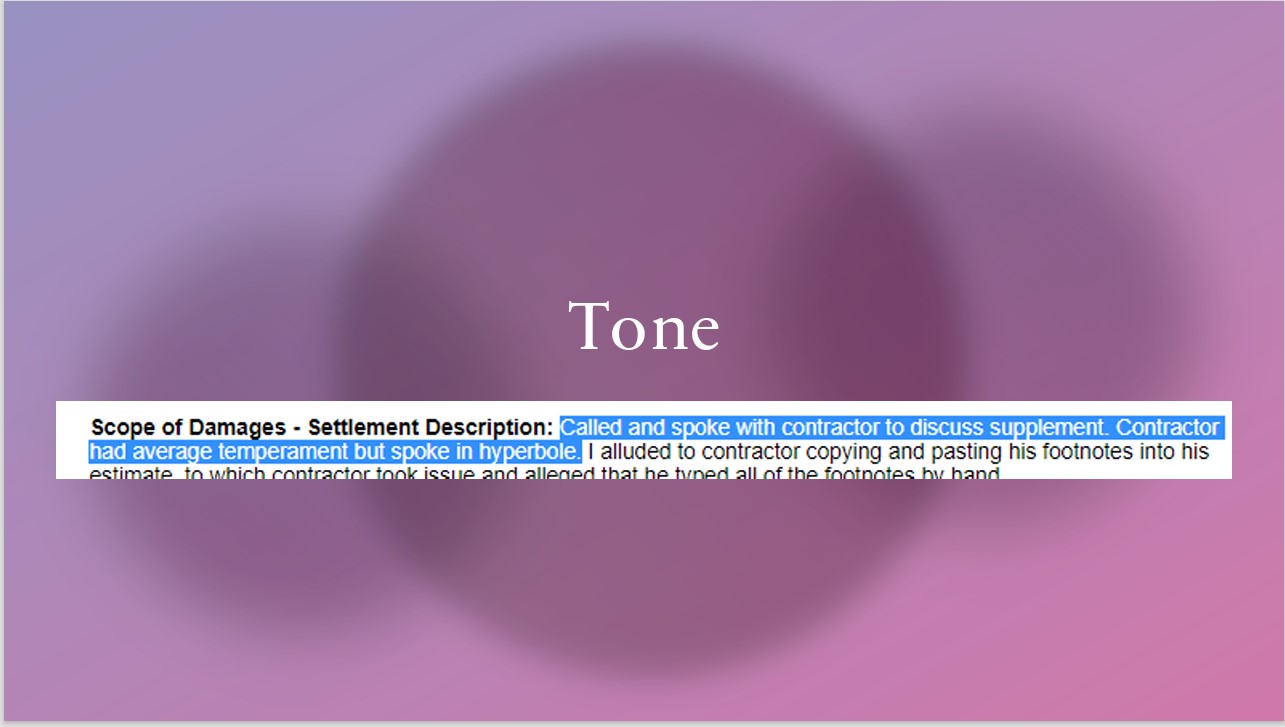 Tone
Scope of Damages - Settlement Description: Called and spoke with contractor to discuss supplement. Contractor
had average temperament but spoke in hyperbole. I alluded to contractor copying and pasting his footnotes into his
estimate, to which contractor took issue and alleged that he typed all of the footnotes by hand.